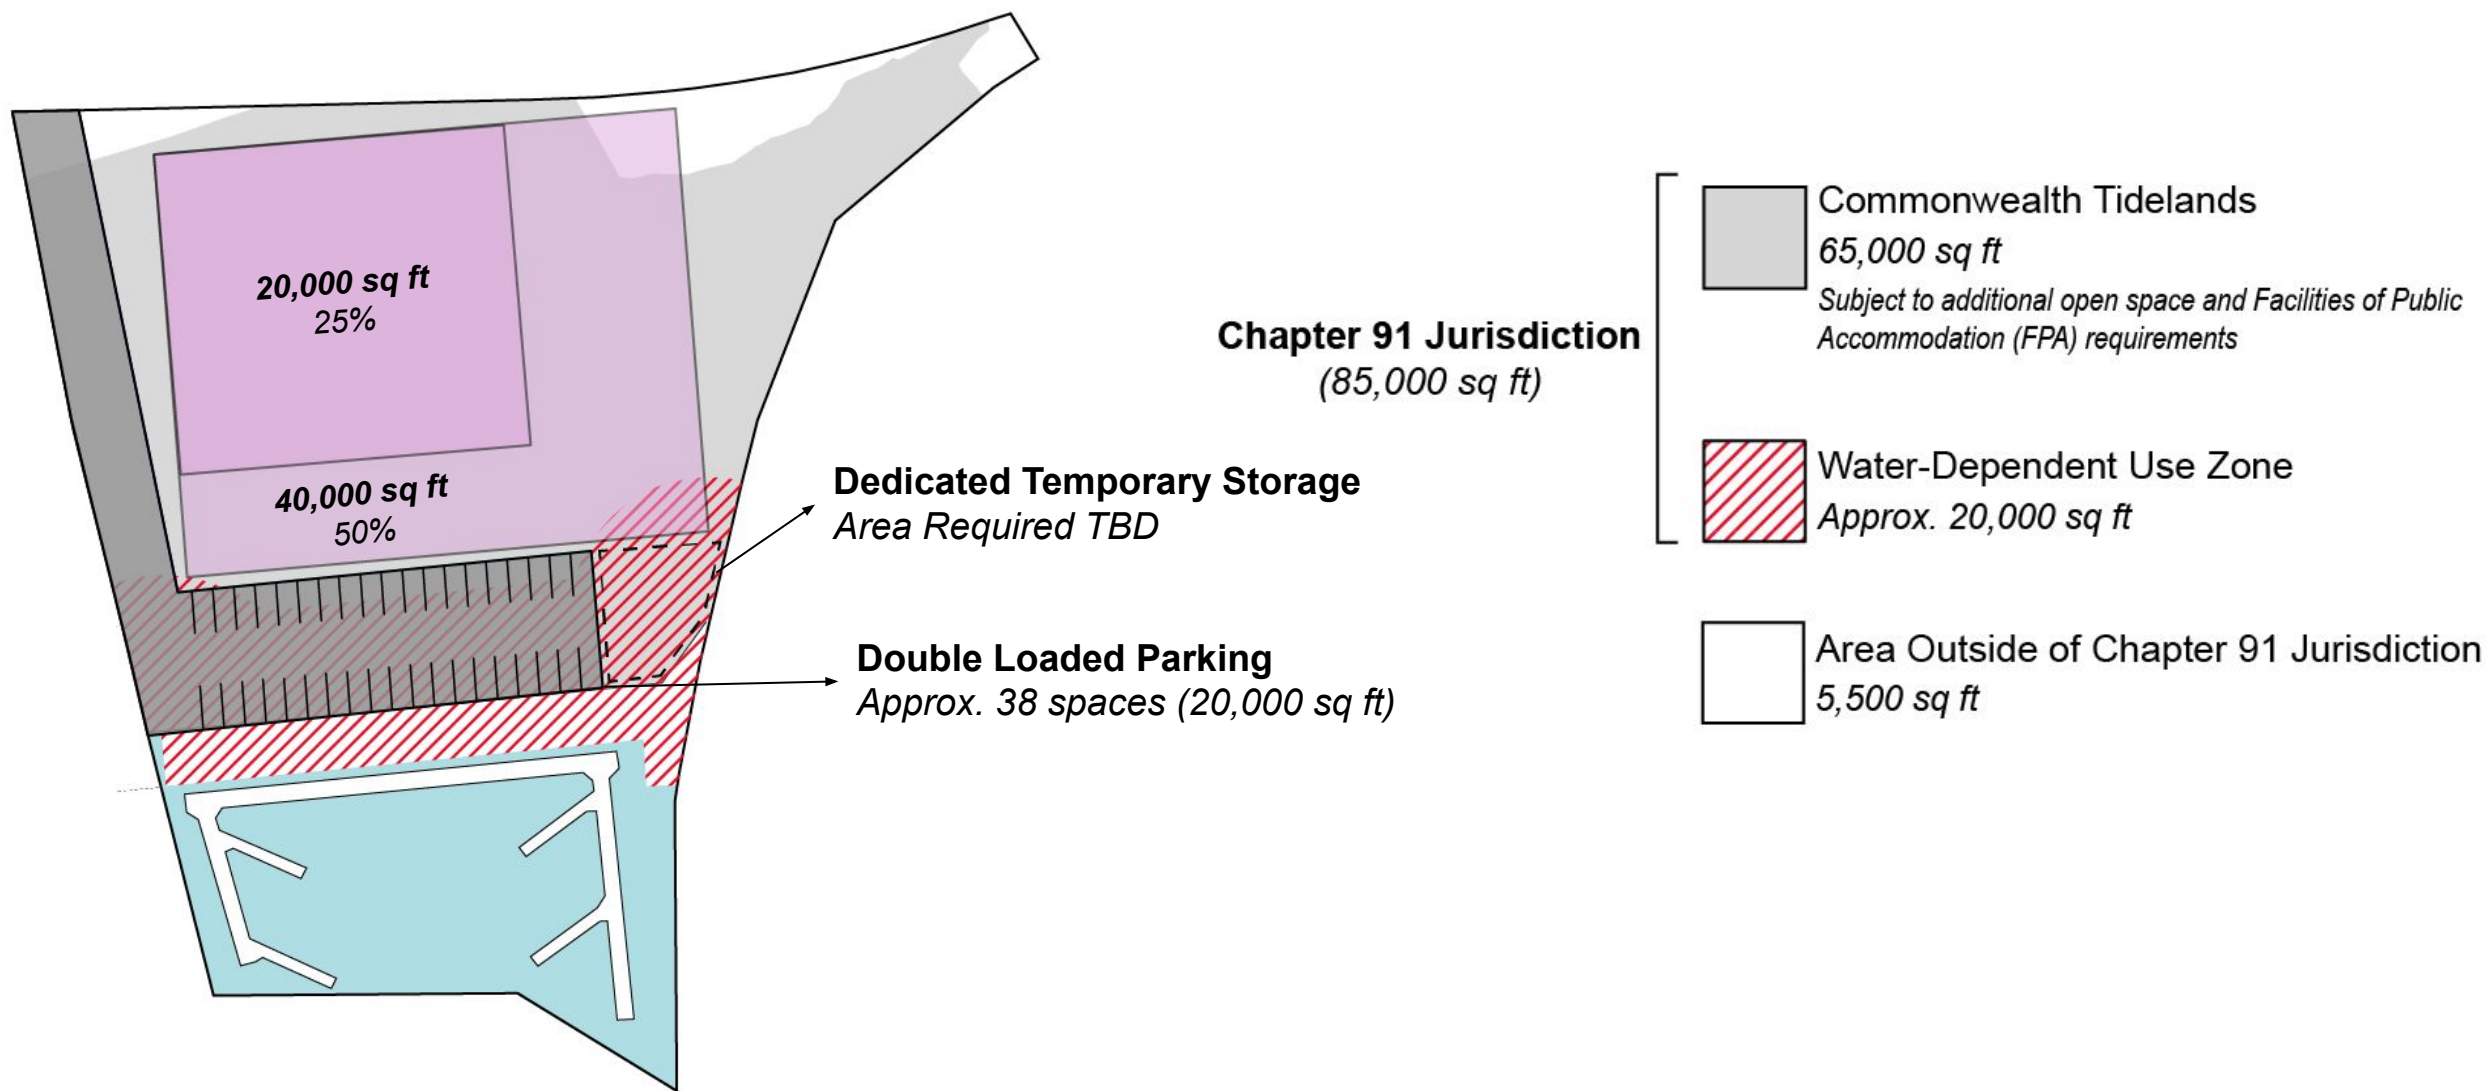 20,000 sq ft
25%
40,000 sq ft
50%
Dedicated Temporary Storage
Area Required TBD
Double Loaded Parking
Approx. 38 spaces (20,000 sq ft)
Chapter 91 Jurisdiction
(85,000 sq ft)
Commonwealth Tidelands
65,000 sq ft
Subject to additional open space and Facilities of Public
Accommodation (FPA) requirements
Water-Dependent Use Zone
Approx. 20,000 sq ft
Area Outside of Chapter 91 Jurisdiction
5,500 sq ft